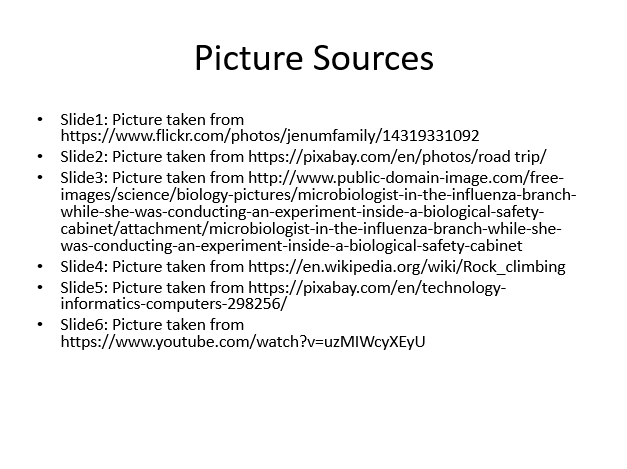 Picture Sources
• Slide1: Picture taken from
https://www.flickr.com/photos/jenumfamily/14319331092
• Slide2: Picture taken from https://pixabay.com/en/photos/road trip/
• Slide3: Picture taken from http://www.public-domain-image.com/free-
images/science/biology-pictures/microbiologist-in-the-influenza-branch-
while-she-was-conducting-an-experiment-inside-a-biological-safety-
cabinet/attachment/microbiologist-in-the-influenza-branch-while-she-
was-conducting-an-experiment-inside-a-biological-safety-cabinet
• Slide4: Picture taken from https://en.wikipedia.org/wiki/Rock_climbing
• Slide5: Picture taken from https://pixabay.com/en/technology-
informatics-computers-298256/
• Slide6: Picture taken from
https://www.youtube.com/watch?v=uzMIWcyXEyU